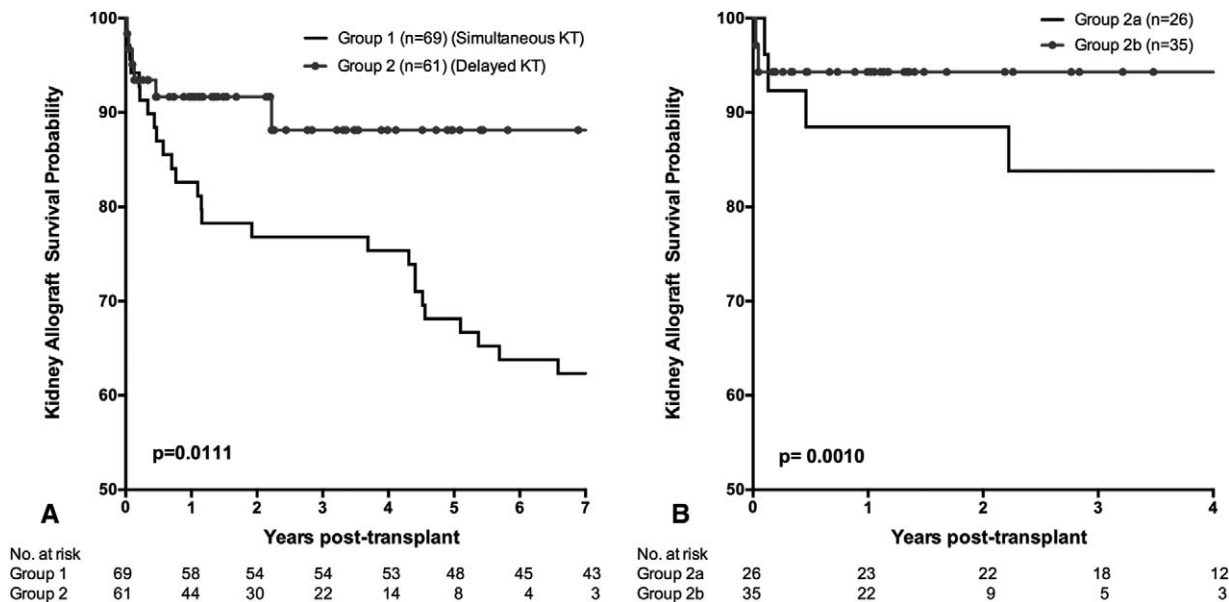 Group 1 (n=69) (Simultaneous KT)
Group 2 (n=61) (Delayed KT)
Kidney Allograft Survival Probability
100
90
80
70
60
50
p=0.0111
0 1 2 3 4 5 6 7
A
Years post-transplant
No. at risk
Group 1 69 58 54 54 53 48 45 43
Group 2 61 44 30 22 14 8 4 3
Group 2a (n=26)
Group 2b (n=35)
Kidney Allograft Survival Probability
100
90
80
70
60
50
p= 0.0010
0 1 2 3 4
B
Years post-transplant
No. at risk
Group 2a 26 23 22 18 12
Group 2b 35 22 9 5 3